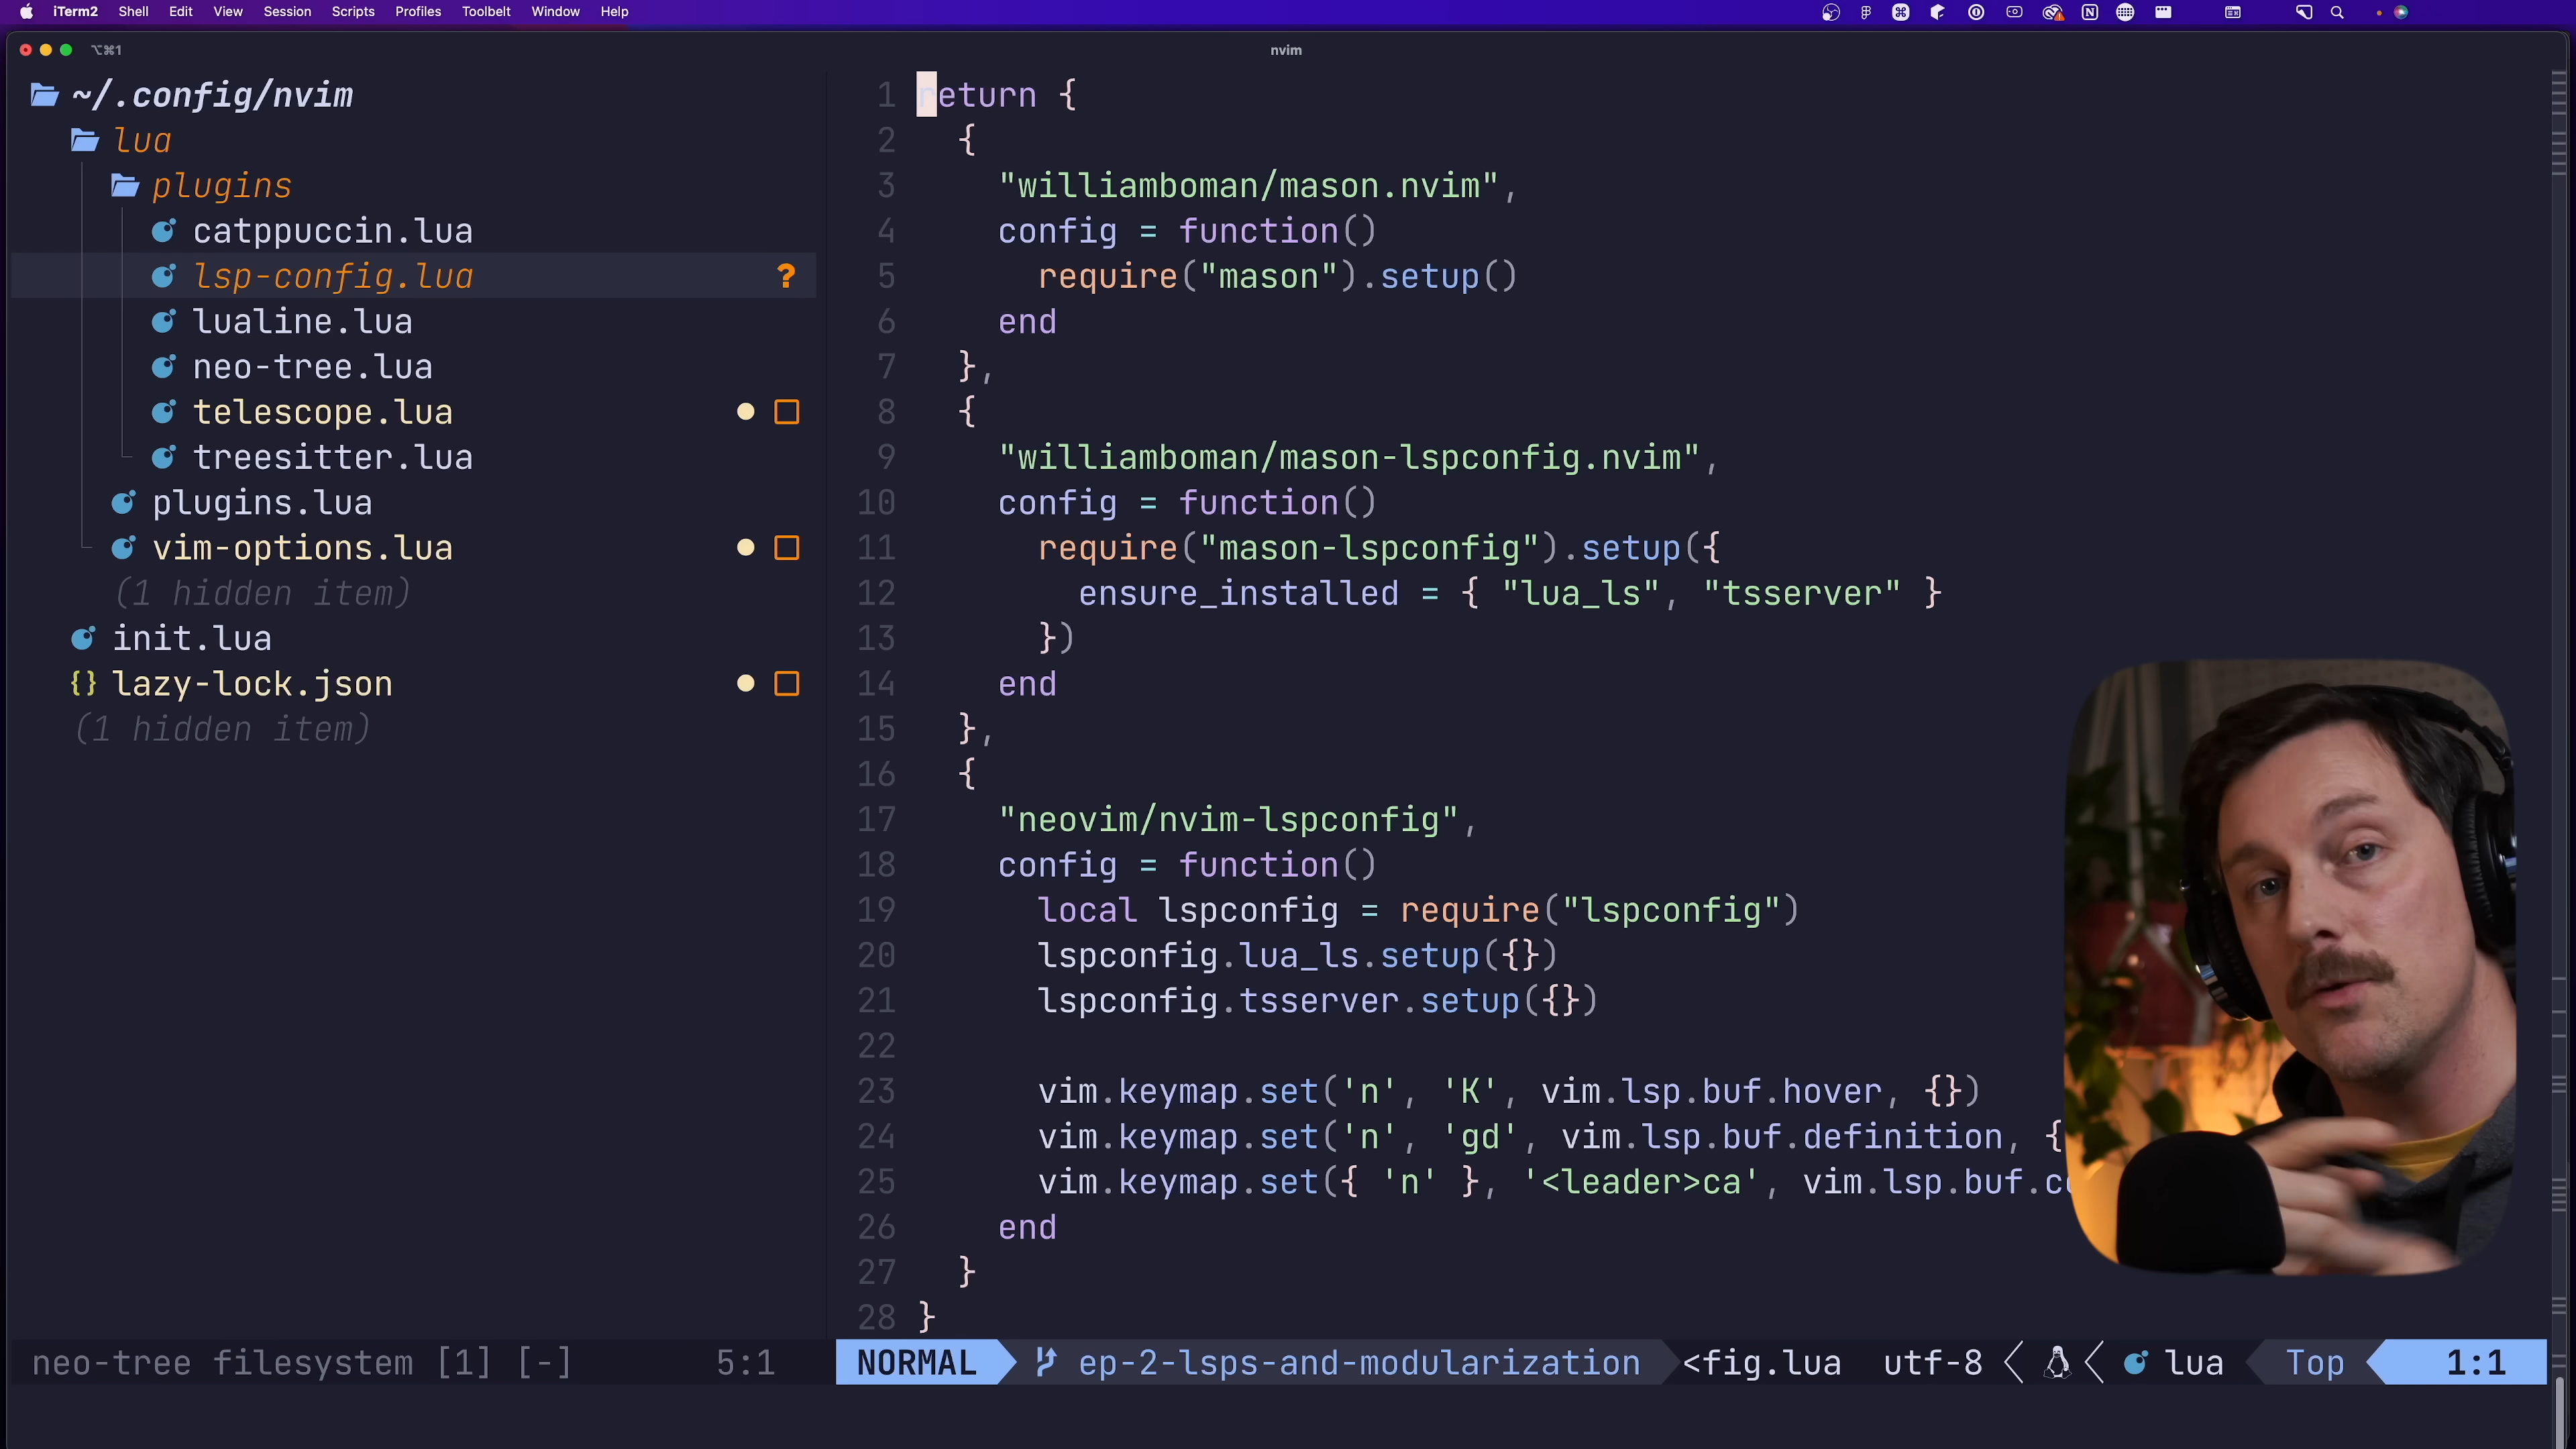 iTerm2 Shell Edit View Session Scripts Profiles Toolbelt Window Help
⌥⌘1
nvim
~/.config/nvim
lua
plugins
catppuccin.lua
lsp-config.lua ?
lualine.lua
neo-tree.lua
telescope.lua
treesitter.lua
plugins.lua
vim-options.lua
(1 hidden item)
init.lua
{} lazy-lock.json
(1 hidden item)
neo-tree filesystem [1] [-] 5:1
1 return {
2 {
3 "williamboman/mason.nvim",
4 config = function()
5 require("mason").setup()
6 end
7 },
8 {
9 "williamboman/mason-lspconfig.nvim",
10 config = function()
11 require("mason-lspconfig").setup({
12 ensure_installed = { "lua_ls", "tsserver" }
13 })
14 end
15 },
16 {
17 "neovim/nvim-lspconfig",
18 config = function()
19 local lspconfig = require("lspconfig")
20 lspconfig.lua_ls.setup({})
21 lspconfig.tsserver.setup({})
22
23 vim.keymap.set('n', 'K', vim.lsp.buf.hover, {})
24 vim.keymap.set('n', 'gd', vim.lsp.buf.definition, {
25 vim.keymap.set({ 'n' }, '<leader>ca', vim.lsp.buf.c
26 end
27 }
28 }
NORMAL ep-2-lsps-and-modularization <fig.lua utf-8 lua Top 1:1